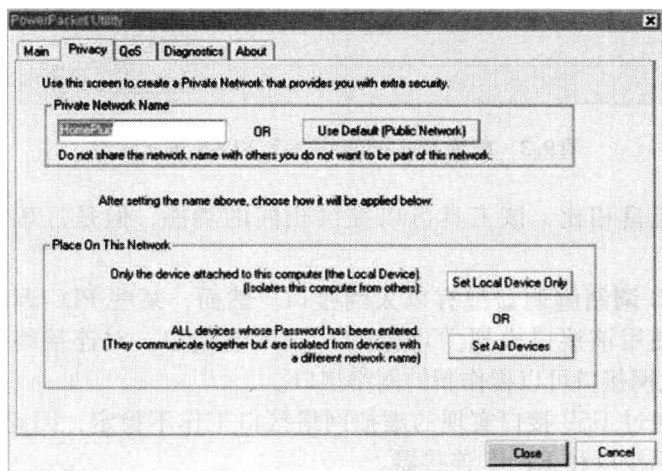 PowerPacket Utility
Main Privacy QoS Diagnostics About
Use this screen to create a Private Network that provides you with extra security.
Private Network Name
HomePlug OR Use Default (Public Network)
Do not share the network name with others you do not want to be part of this network.
After setting the name above, choose how it will be applied below:
Place On This Network
Only the device attached to this computer (the Local Device).
(Isolates this computer from others):
Set Local Device Only
OR
ALL devices whose Password has been entered.
(They communicate together but are isolated from devices with
a different network name)
Set All Devices
Close Cancel